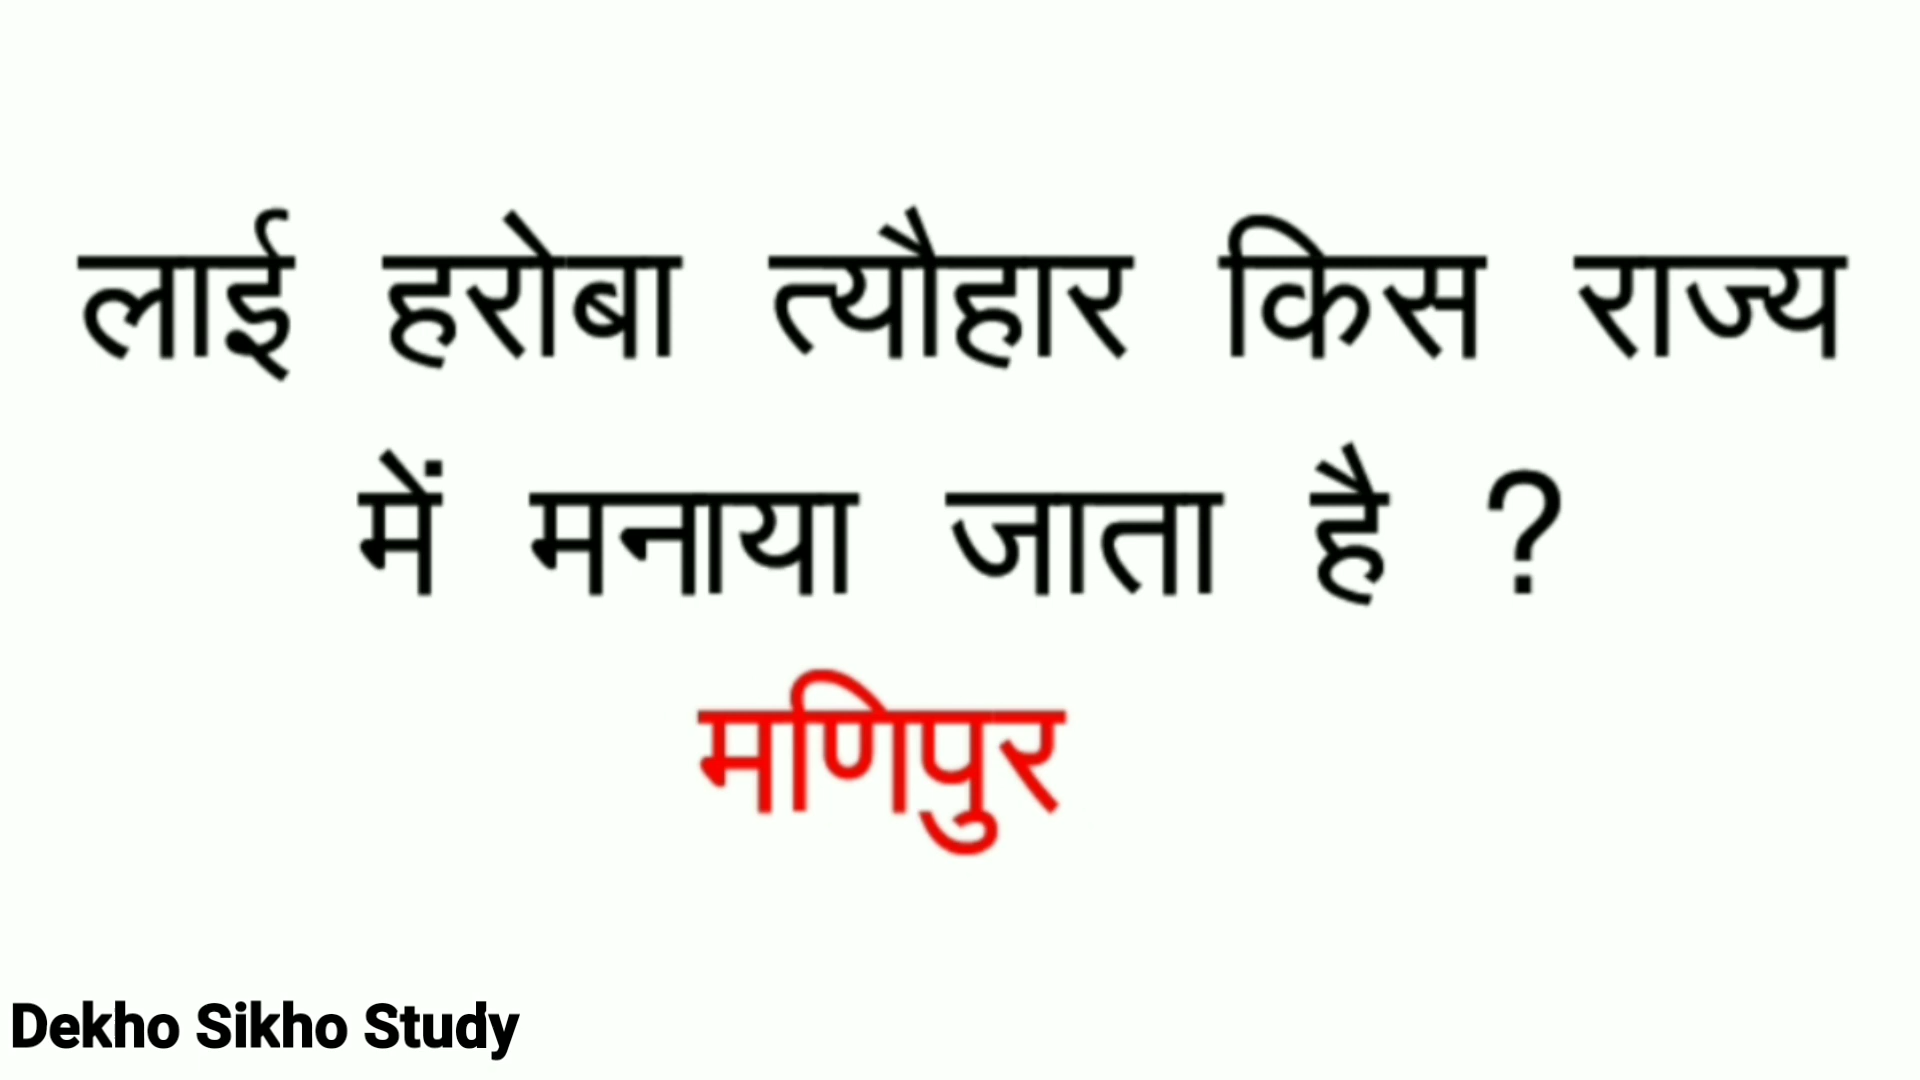 लाई हरोबा त्यौहार किस राज्य
में मनाया जाता है ?
मणिपुर
Dekho Sikho Study